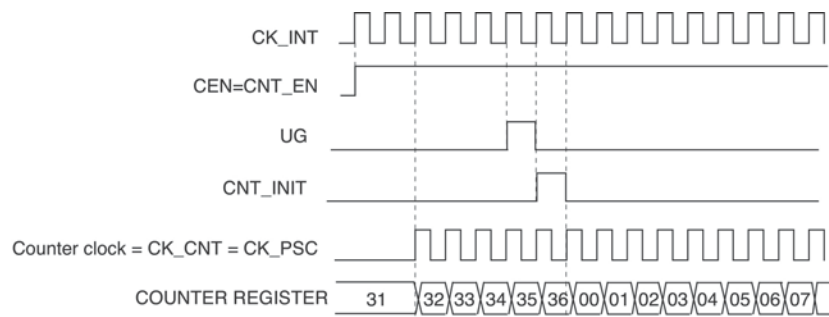 CK_INT
CEN=CNT_EN
UG
CNT_INIT
Counter clock = CK_CNT = CK_PSC
COUNTER REGISTER 31 32 33 34 35 36 00 01 02 03 04 05 06 07